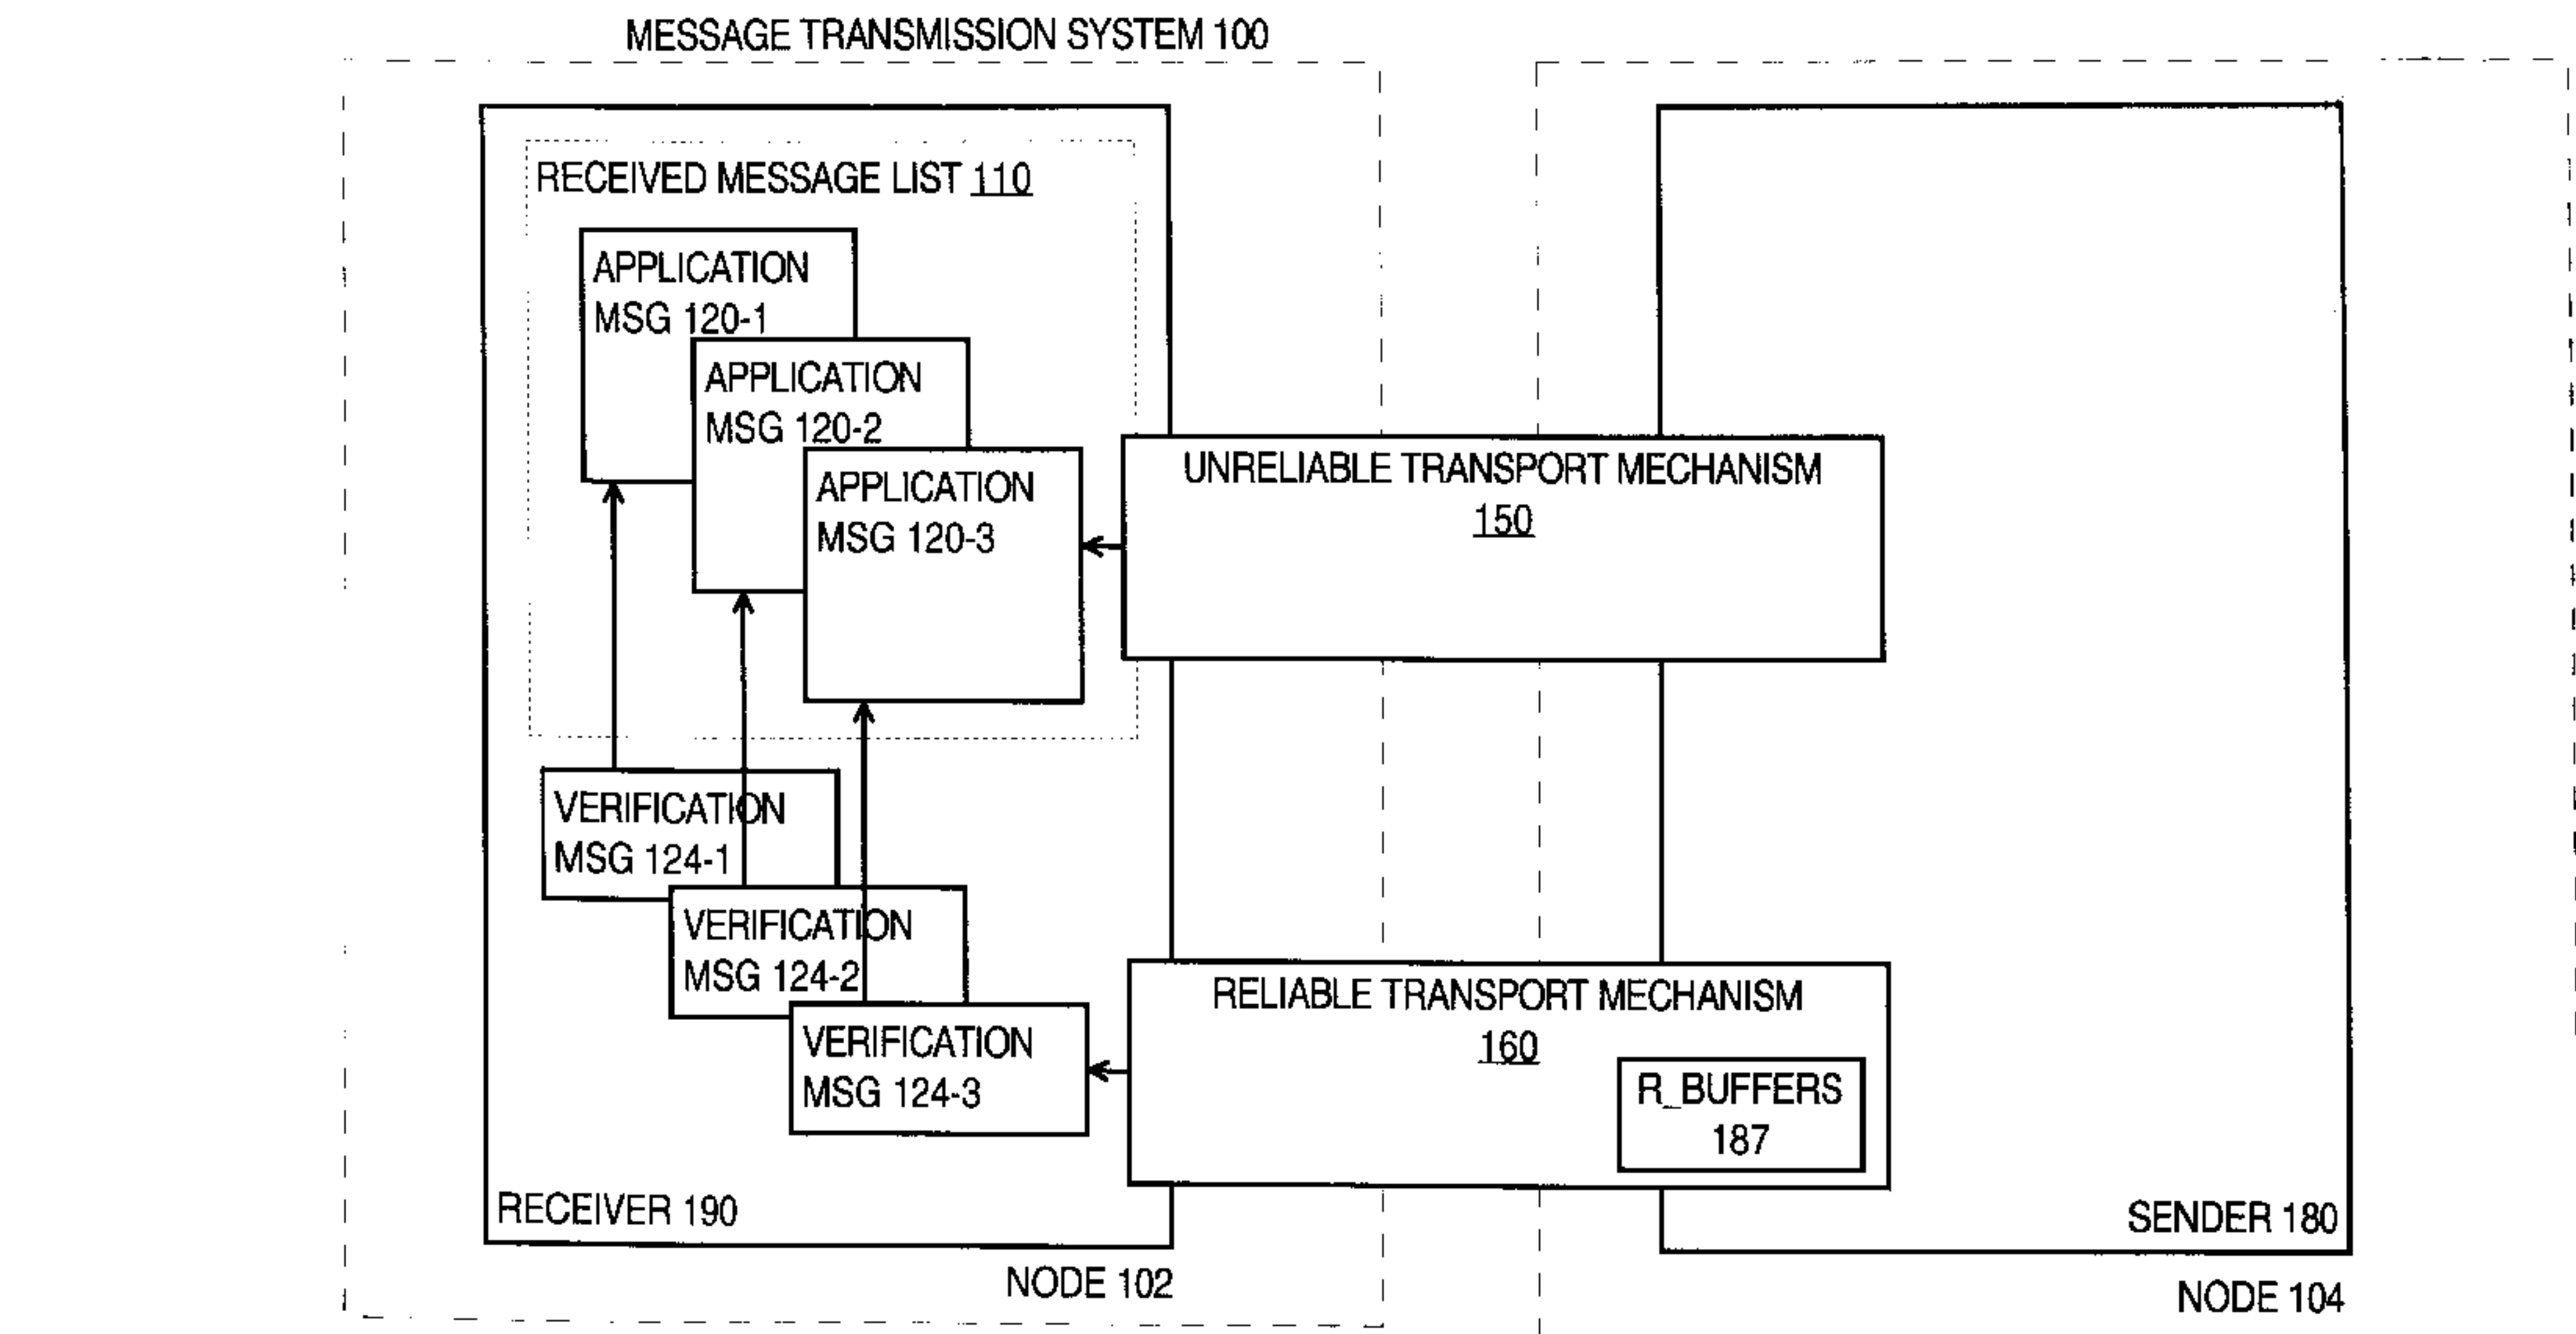 MESSAGE TRANSMISSION SYSTEM 100
RECEIVED MESSAGE LIST 110
APPLICATION
MSG 120-1
APPLICATION
MSG 120-2
APPLICATION
MSG 120-3
UNRELIABLE TRANSPORT MECHANISM
150
VERIFICATION
MSG 124-1
VERIFICATION
MSG 124-2
VERIFICATION
MSG 124-3
RELIABLE TRANSPORT MECHANISM
160
R_BUFFERS
187
RECEIVER 190
SENDER 180
NODE 102
NODE 104